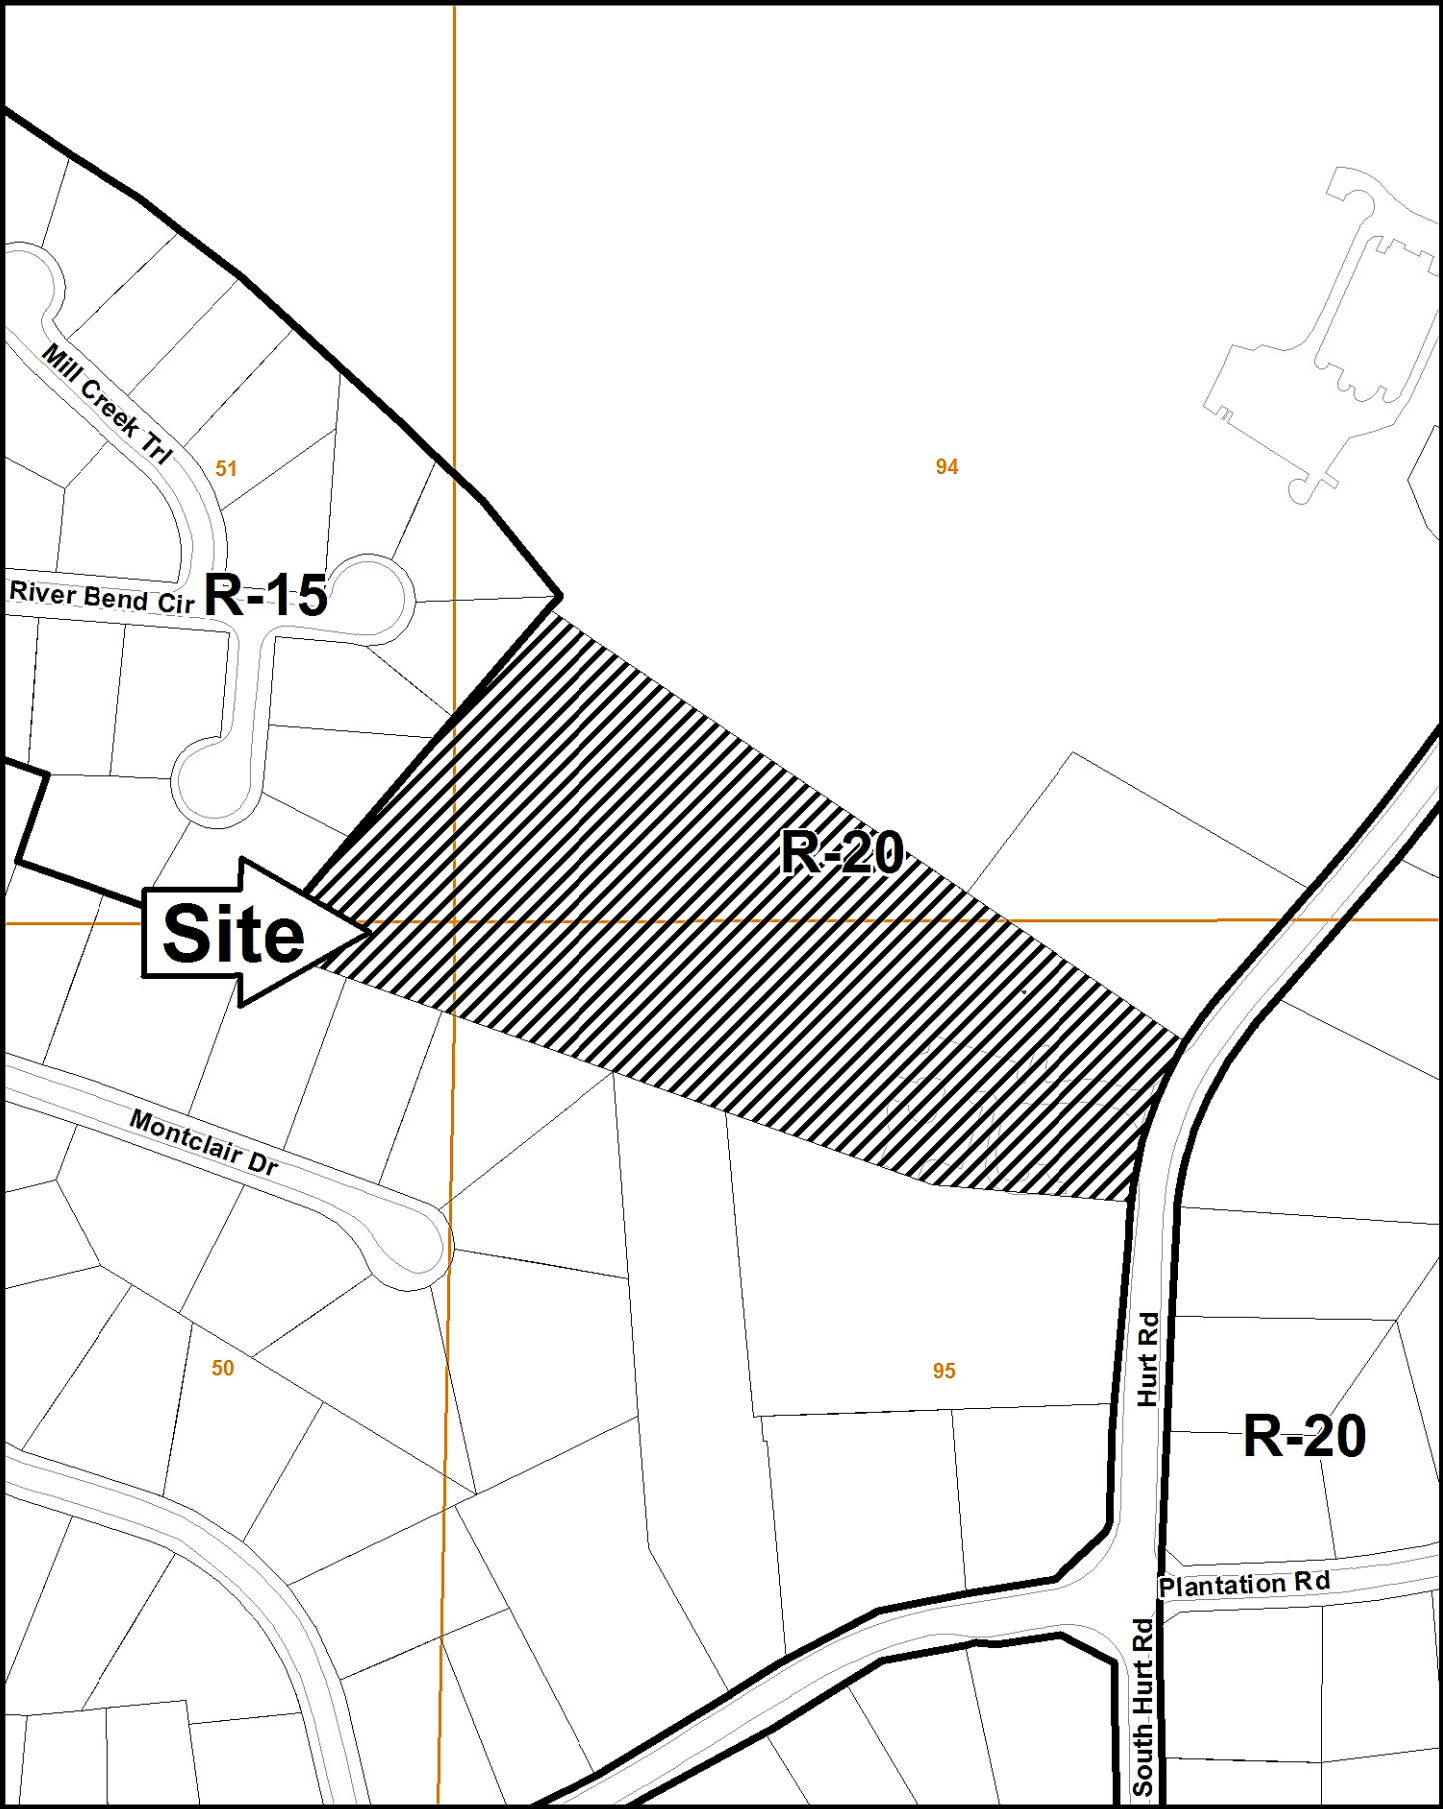 Mill Creek Trl
51
94
River Bend Cir
R-15
R-20
Site
Montclair Dr
50
95
Hurt Rd
R-20
Plantation Rd
South Hurt Rd